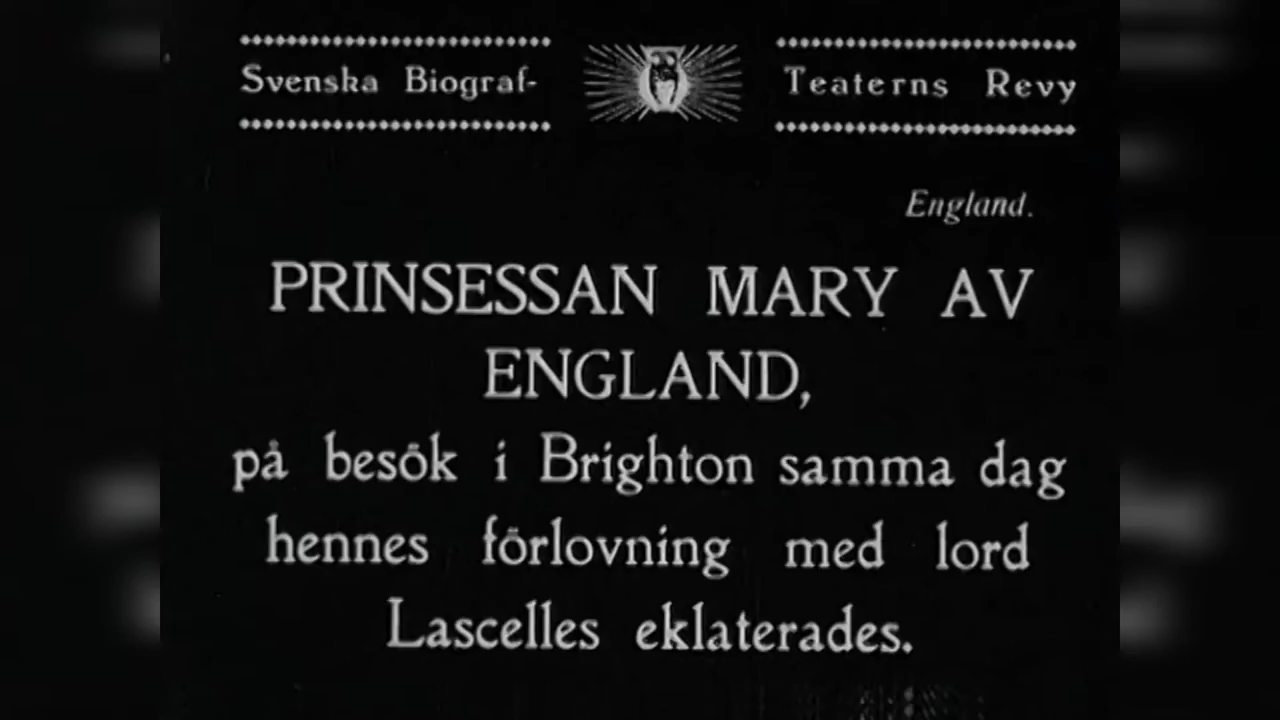 Svenska Biograf- Teaterns Revy
England.
PRINSESSAN MARY AV
ENGLAND,
på besök i Brighton samma dag
hennes förlovning med lord
Lascelles eklaterades.